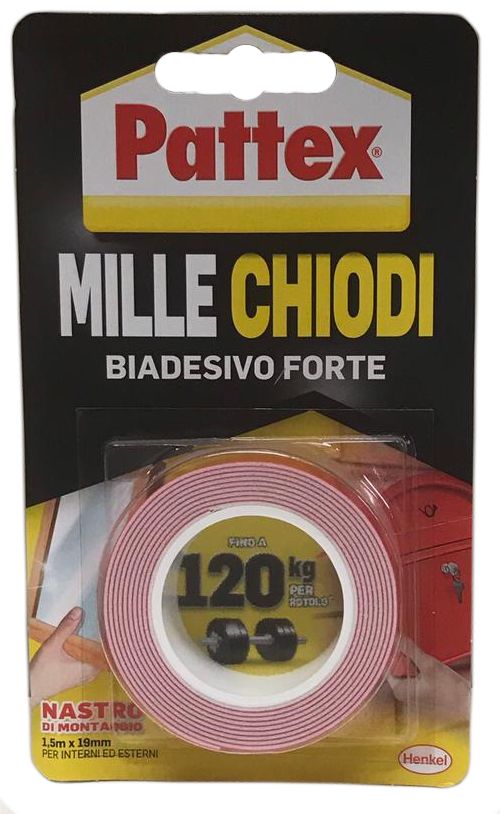 Pattex®
MILLE CHIODI
BIADESIVO FORTE
FINO A
120 kg
PER
ROTOLO*
NASTRO
DI MONTAGGIO
1,5m x 19mm
PER INTERNI ED ESTERNI
Henkel